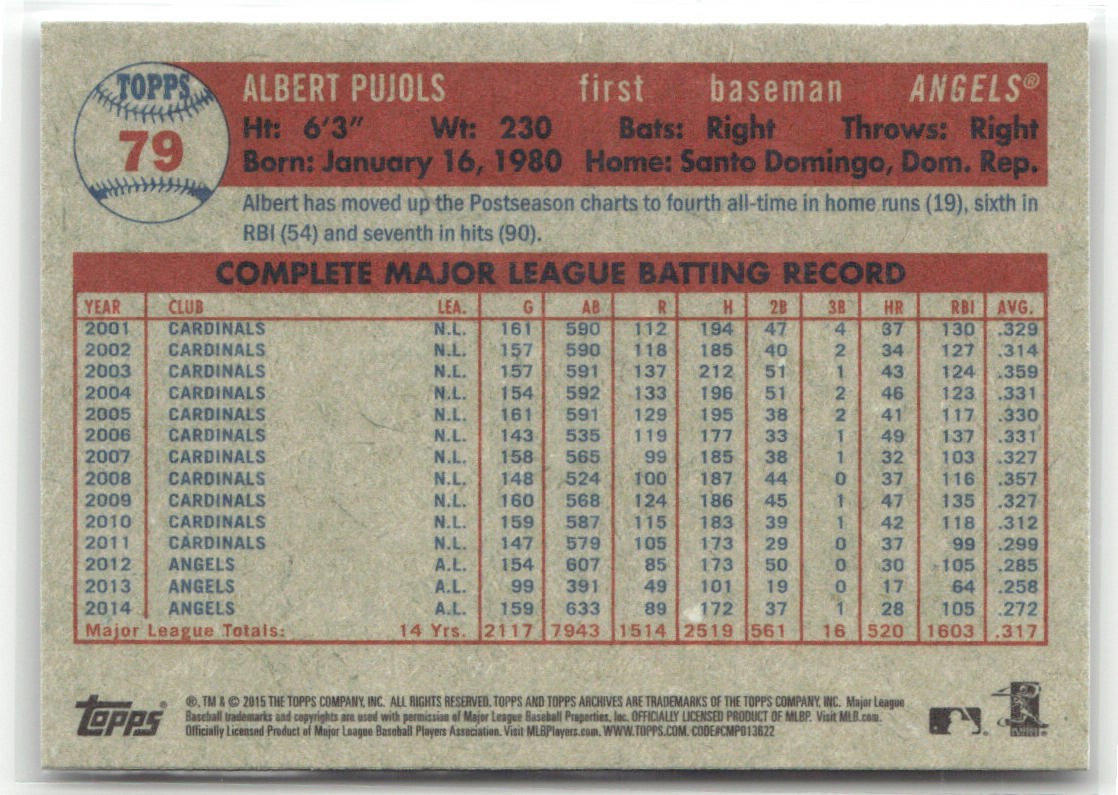 TOPPS
79
ALBERT PUJOLS first baseman ANGELS®
Ht: 6'3" Wt: 230 Bats: Right Throws: Right
Born: January 16, 1980 Home: Santo Domingo, Dom. Rep.
Albert has moved up the Postseason charts to fourth all-time in home runs (19), sixth in
RBI (54) and seventh in hits (90).
COMPLETE MAJOR LEAGUE BATTING RECORD
YEAR CLUB LEA. G AB R H 2B 3B HR RBI AVG.
2001 CARDINALS N.L. 161 590 112 194 47 4 37 130 .329
2002 CARDINALS N.L. 157 590 118 185 40 2 34 127 .314
2003 CARDINALS N.L. 157 591 137 212 51 1 43 124 .359
2004 CARDINALS N.L. 154 592 133 196 51 2 46 123 .331
2005 CARDINALS N.L. 161 591 129 195 38 2 41 117 .330
2006 CARDINALS N.L. 143 535 119 177 33 1 49 137 .331
2007 CARDINALS N.L. 158 565 99 185 38 1 32 103 .327
2008 CARDINALS N.L. 148 524 100 187 44 0 37 116 .357
2009 CARDINALS N.L. 160 568 124 186 45 1 47 135 .327
2010 CARDINALS N.L. 159 587 115 183 39 1 42 118 .312
2011 CARDINALS N.L. 147 579 105 173 29 0 37 99 .299
2012 ANGELS A.L. 154 607 85 173 50 0 30 105 .285
2013 ANGELS A.L. 99 391 49 101 19 0 17 64 .258
2014 ANGELS A.L. 159 633 89 172 37 1 28 105 .272
Major League Totals: 14 Yrs. 2117 7943 1514 2519 561 16 520 1603 .317
topps®
®, TM & © 2015 THE TOPPS COMPANY, INC. ALL RIGHTS RESERVED. TOPPS AND TOPPS ARCHIVES ARE TRADEMARKS OF THE TOPPS COMPANY, INC. Major League
Baseball trademarks and copyrights are used with permission of Major League Baseball Properties, Inc. OFFICIALLY LICENSED PRODUCT OF MLBP. Visit MLB.com.
Officially Licensed Product of Major League Baseball Players Association. Visit MLBPlayers.com. WWW.TOPPS.COM. CODE#CMP013622